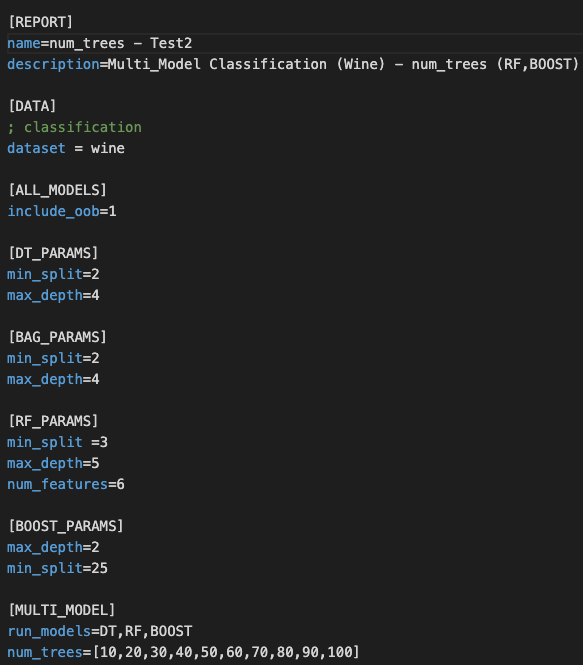 [REPORT]
name=num_trees - Test2
description=Multi_Model Classification (Wine) - num_trees (RF,BOOST)
[DATA]
; classification
dataset = wine
[ALL_MODELS]
include_oob=1
[DT_PARAMS]
min_split=2
max_depth=4
[BAG_PARAMS]
min_split=2
max_depth=4
[RF_PARAMS]
min_split =3
max_depth=5
num_features=6
[BOOST_PARAMS]
max_depth=2
min_split=25
[MULTI_MODEL]
run_models=DT,RF,BOOST
num_trees=[10,20,30,40,50,60,70,80,90,100]